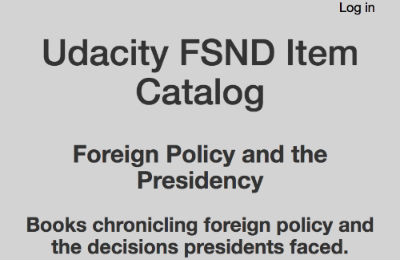 Log in
Udacity FSND Item
Catalog
Foreign Policy and the
Presidency
Books chronicling foreign policy and
the decisions presidents faced.